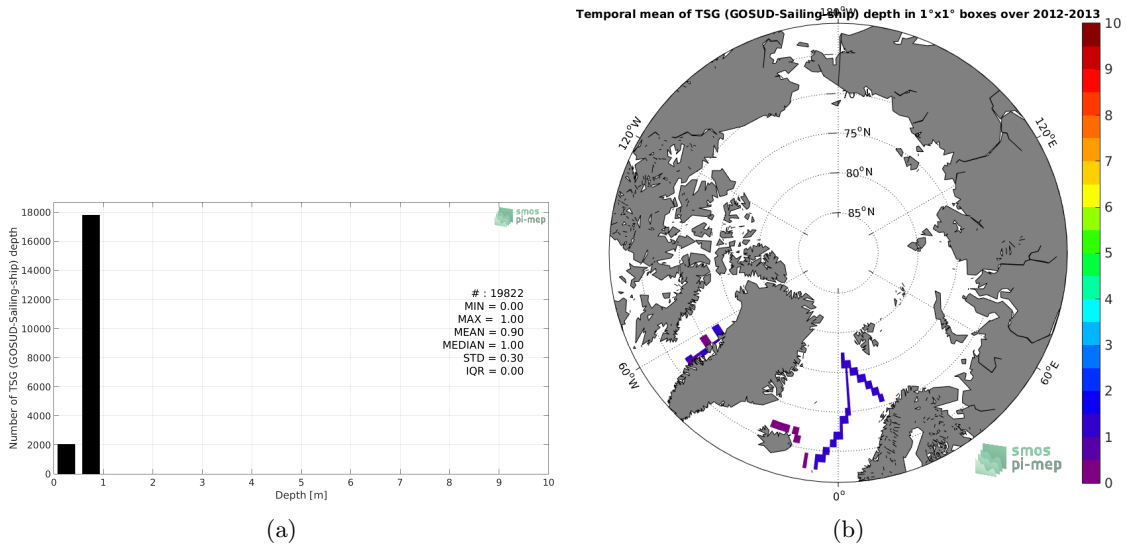 Temporal mean of TSG (GOSUD-Sailing-ship) depth in 1°x1° boxes over 2012-2013
smos
pi-mep
Number of TSG (GOSUD-Sailing-ship) depth
18000
16000
14000
12000
10000
8000
6000
4000
2000
0
# : 19822
MIN = 0.00
MAX = 1.00
MEAN = 0.90
MEDIAN = 1.00
STD = 0.30
IQR = 0.00
0 1 2 3 4 5 6 7 8 9 10
Depth [m]
(a)
180°W
120°W
120°E
70
75°N
80°N
85°N
60°W
60°E
0°
smos
pi-mep
10
9
8
7
6
5
4
3
2
1
0
(b)